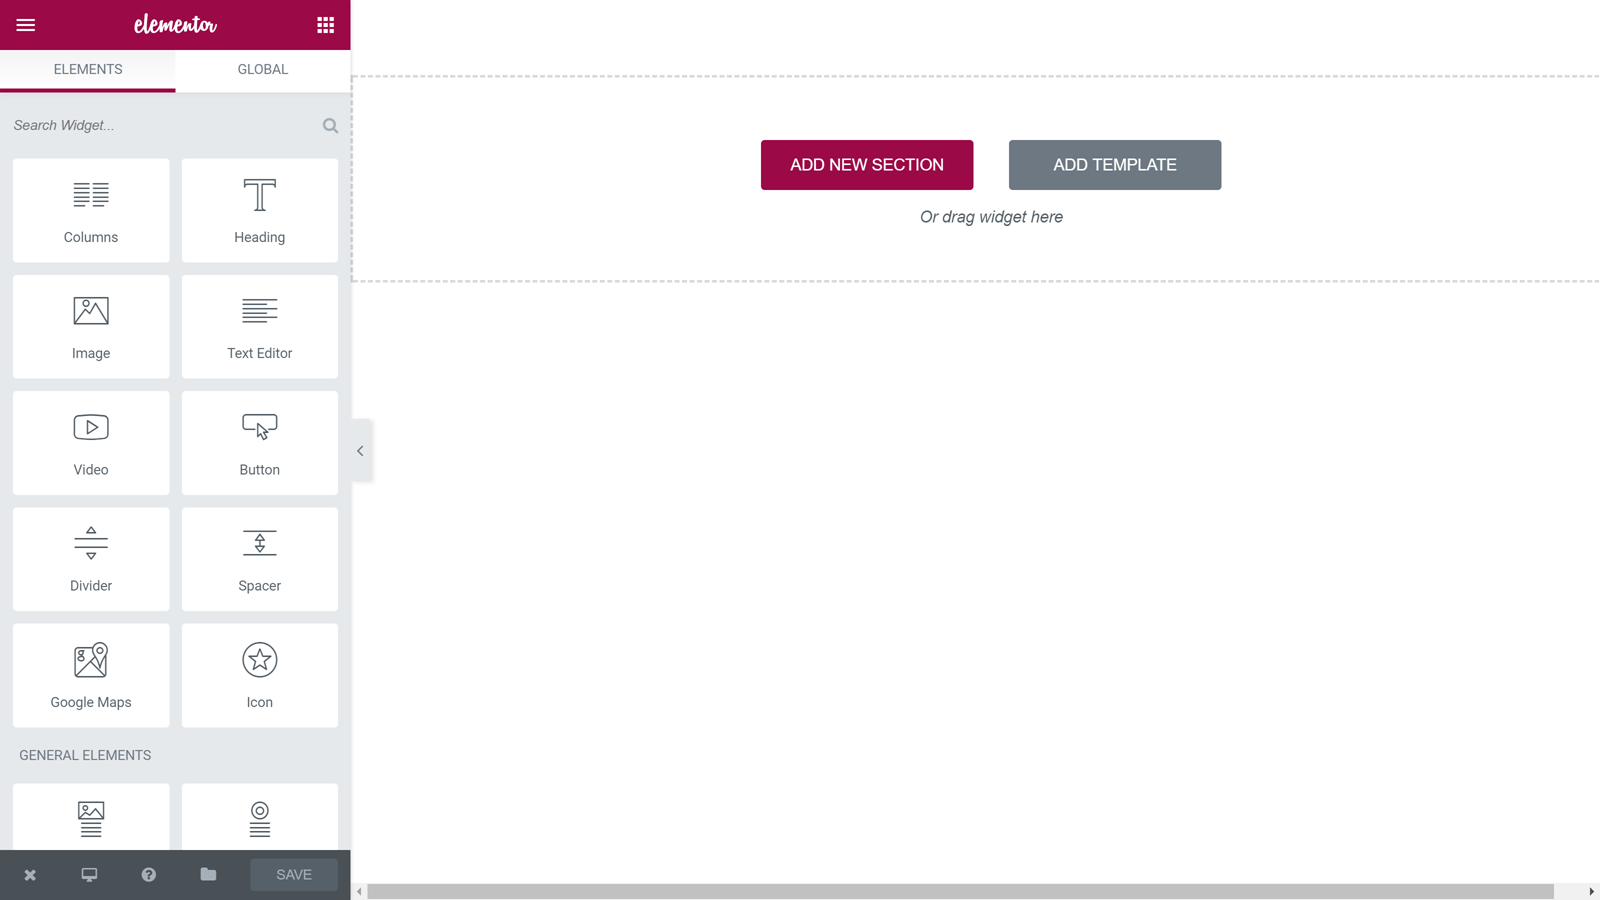 elementor
ELEMENTS
GLOBAL
Search Widget...
Columns
Heading
Image
Text Editor
Video
Button
Divider
Spacer
Google Maps
Icon
GENERAL ELEMENTS
SAVE
ADD NEW SECTION
ADD TEMPLATE
Or drag widget here